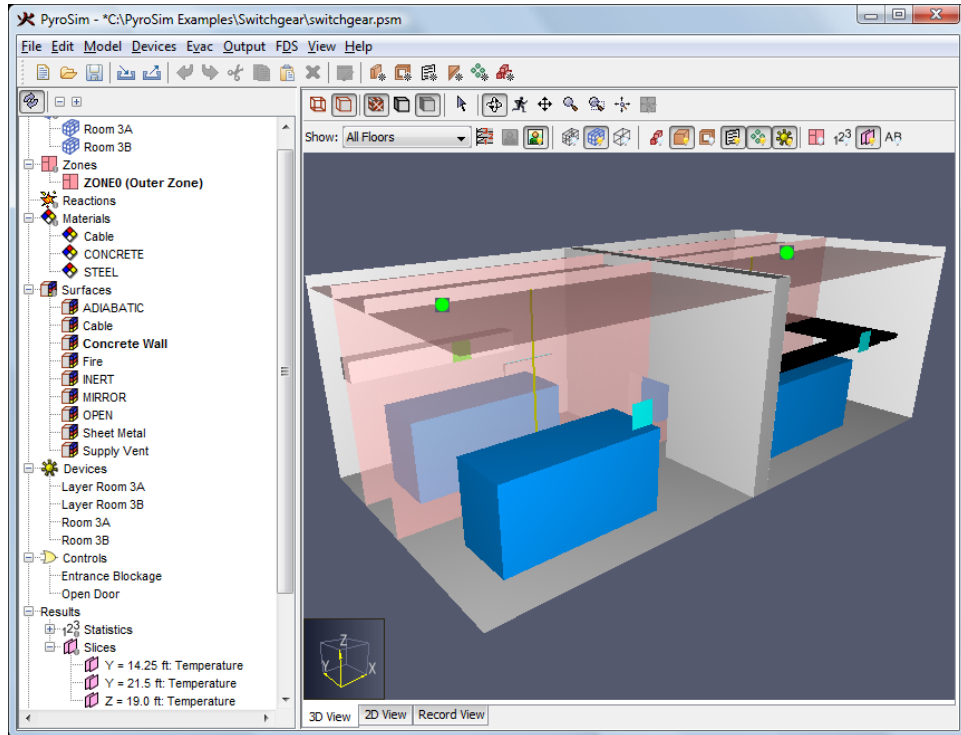 PyroSim - *C:\PyroSim Examples\Switchgear\switchgear.psm
File Edit Model Devices Evac Output FDS View Help
Room 3A
Room 3B
Zones
ZONE0 (Outer Zone)
Reactions
Materials
Cable
CONCRETE
STEEL
Surfaces
ADIABATIC
Cable
Concrete Wall
Fire
INERT
MIRROR
OPEN
Sheet Metal
Supply Vent
Devices
Layer Room 3A
Layer Room 3B
Room 3A
Room 3B
Controls
Entrance Blockage
Open Door
Results
123 Statistics
Slices
Y = 14.25 ft: Temperature
Y = 21.5 ft: Temperature
Z = 19.0 ft: Temperature
Show: All Floors
123
AB
Z
Y X
3D View 2D View Record View